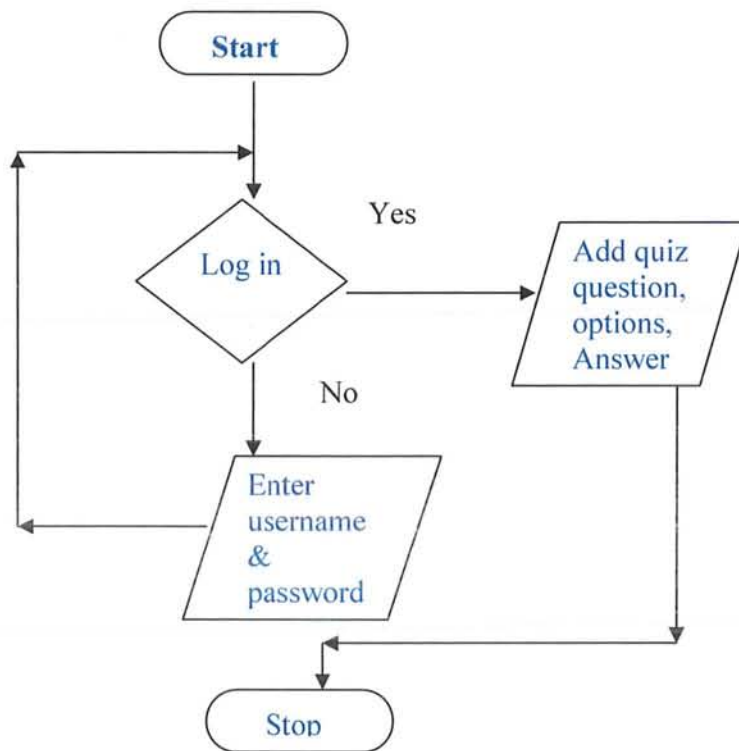 Start
Yes
Log in
Add quiz
question,
options,
Answer
No
Enter
username
&
password
Stop